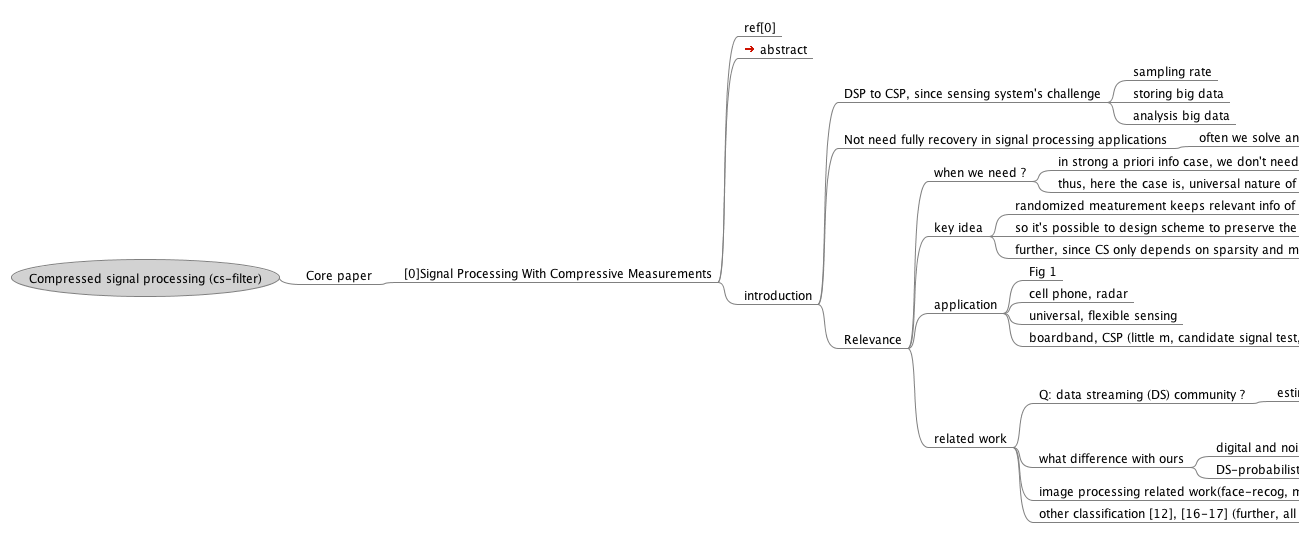 ref[0]
abstract
sampling rate
DSP to CSP, since sensing system's challenge
storing big data
analysis big data
Not need fully recovery in signal processing applications
often we solve an
when we need ?
in strong a priori info case, we don't need
thus, here the case is, universal nature of
randomized meaturement keeps relevant info of
key idea
so it's possible to design scheme to preserve the
further, since CS only depends on sparsity and m
Compressed signal processing (cs-filter)
Core paper
[0]Signal Processing With Compressive Measurements
introduction
Fig 1
cell phone, radar
application
universal, flexible sensing
boardband, CSP (little m, candidate signal test,
Relevance
Q: data streaming (DS) community ?
related work
what difference with ours
digital and noi
DS-probabilist
image processing related work(face-recog, m
other classification [12], [16-17] (further, all